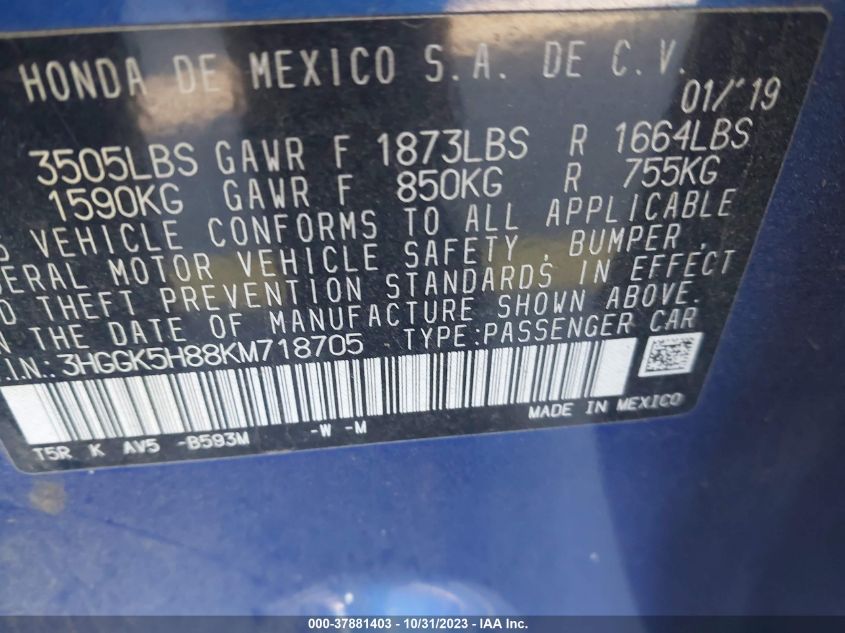 HONDA DE MEXICO S.A. DE C.V.
01/'19
3505LBS GAWR F 1873LBS R 1664LBS
1590KG GAWR F 850KG R 755KG
S VEHICLE CONFORMS TO ALL APPLICABLE
ERAL MOTOR VEHICLE SAFETY, BUMPER,
D THEFT PREVENTION STANDARDS IN EFFECT
N THE DATE OF MANUFACTURE SHOWN ABOVE.
.I.N.: 3HGGK5H88KM718705 TYPE:PASSENGER CAR
MADE IN MEXICO
T5R K AV5 -B593M -W -M
000-37881403 - 10/31/2023 - IAA Inc.